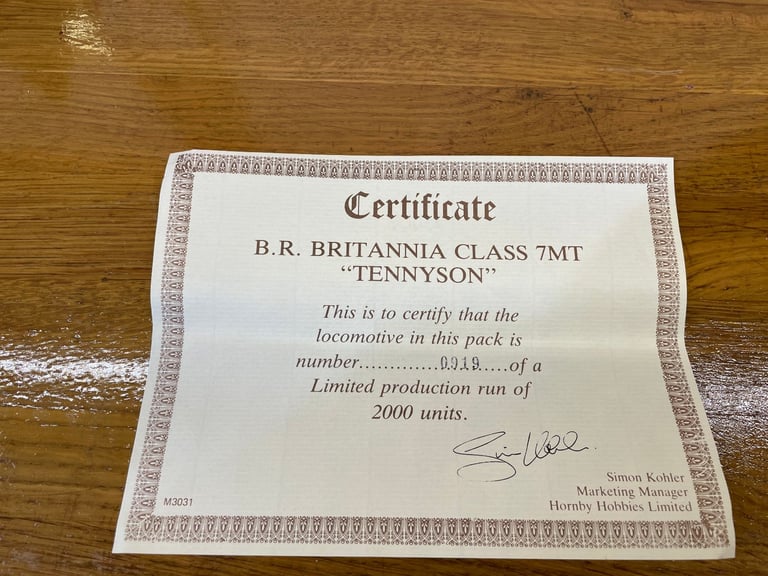 Certificate
B.R. BRITANNIA CLASS 7MT
“TENNYSON”
This is to certify that the
locomotive in this pack is
number.............0919.....of a
Limited production run of
2000 units.
Simon Kohler
Marketing Manager
M3031
Hornby Hobbies Limited